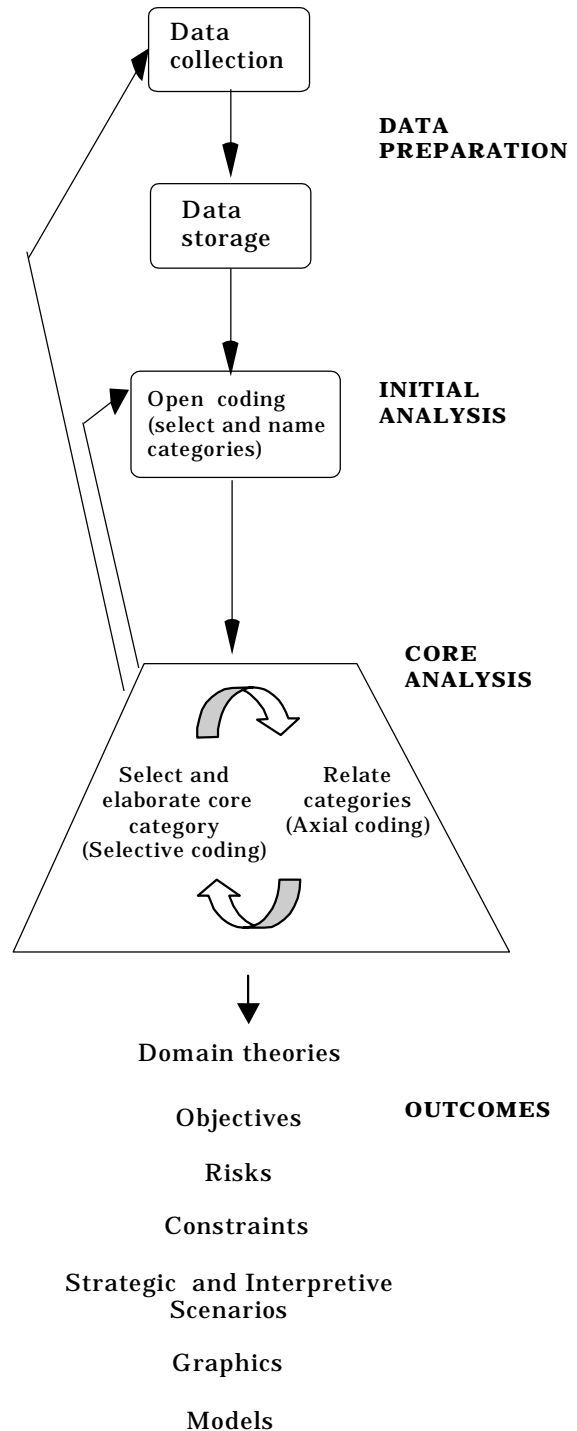 Data
collection
DATA
PREPARATION
Data
storage
Open coding
(select and name
categories)
INITIAL
ANALYSIS
CORE
ANALYSIS
Select and
elaborate core
category
(Selective coding)
Relate
categories
(Axial coding)
Domain theories
Objectives
OUTCOMES
Risks
Constraints
Strategic and Interpretive
Scenarios
Graphics
Models